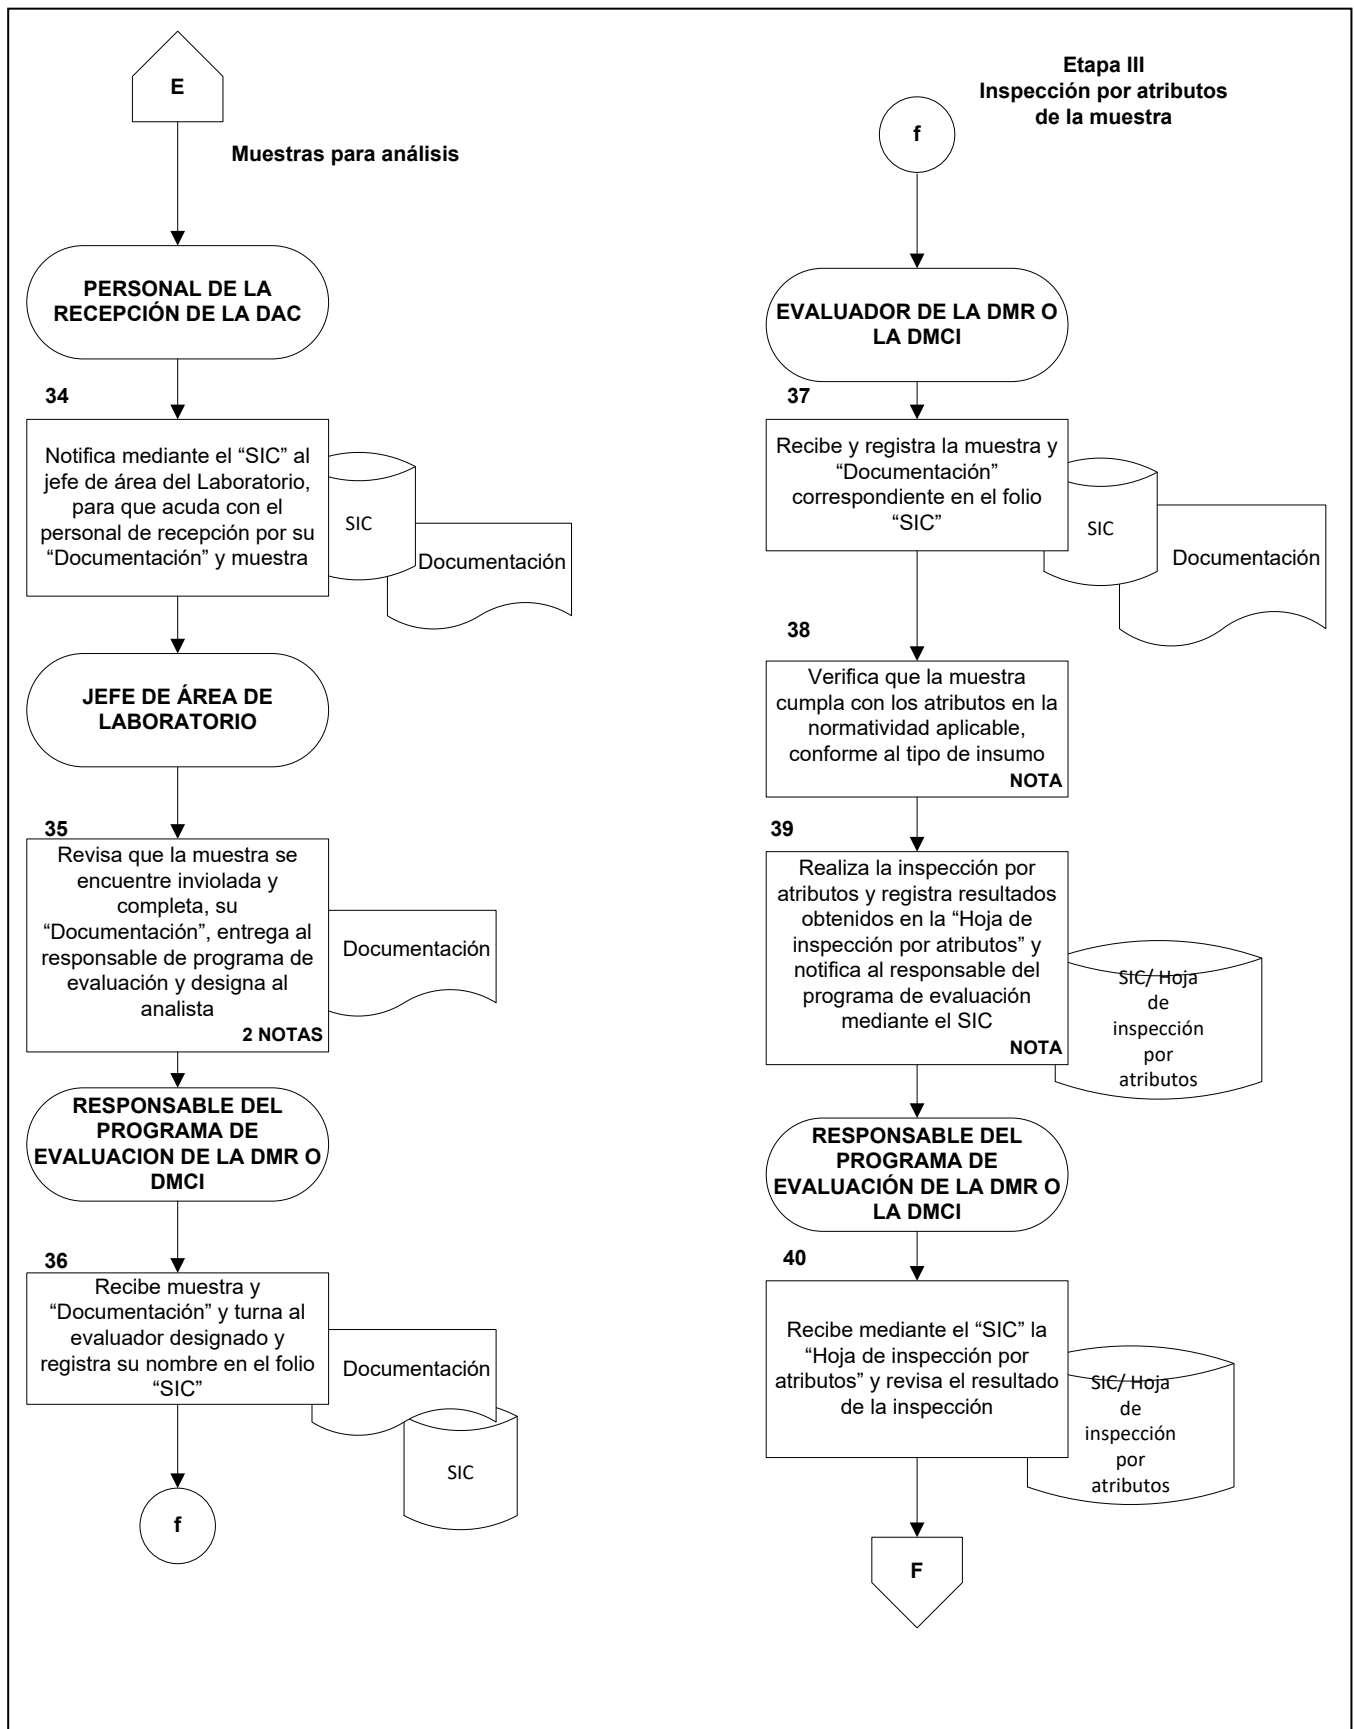 E
Muestras para análisis
PERSONAL DE LA
RECEPCIÓN DE LA DAC
34
Notifica mediante el “SIC” al
jefe de área del Laboratorio,
para que acuda con el
personal de recepción por su
“Documentación” y muestra
SIC
Documentación
JEFE DE ÁREA DE
LABORATORIO
35
Revisa que la muestra se
encuentre inviolada y
completa, su
“Documentación”, entrega al
responsable de programa de
evaluación y designa al
analista
2 NOTAS
Documentación
RESPONSABLE DEL
PROGRAMA DE
EVALUACION DE LA DMR O
DMCI
36
Recibe muestra y
“Documentación” y turna al
evaluador designado y
registra su nombre en el folio
“SIC”
Documentación
SIC
f
Etapa III
Inspección por atributos
de la muestra
f
EVALUADOR DE LA DMR O
LA DMCI
37
Recibe y registra la muestra y
“Documentación”
correspondiente en el folio
“SIC”
SIC
Documentación
38
Verifica que la muestra
cumpla con los atributos en la
normatividad aplicable,
conforme al tipo de insumo
NOTA
39
Realiza la inspección por
atributos y registra resultados
obtenidos en la “Hoja de
inspección por atributos” y
notifica al responsable del
programa de evaluación
mediante el SIC
NOTA
SIC/ Hoja
de
inspección
por
atributos
RESPONSABLE DEL
PROGRAMA DE
EVALUACIÓN DE LA DMR O
LA DMCI
40
Recibe mediante el “SIC” la
“Hoja de inspección por
atributos” y revisa el resultado
de la inspección
SIC/ Hoja
de
inspección
por
atributos
F